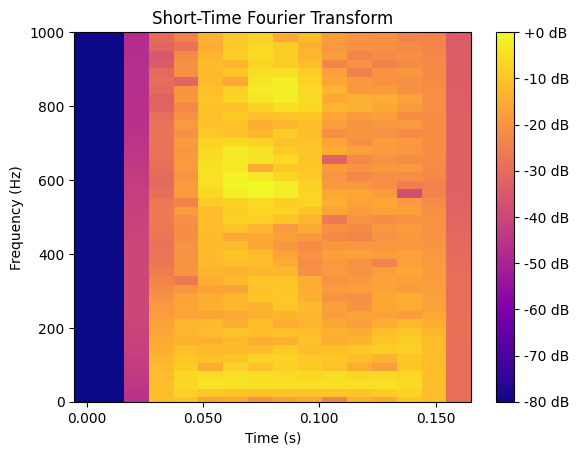 Short-Time Fourier Transform
1000
800
600
400
200
0
Frequency (Hz)
0.000
0.050
0.100
0.150
Time (s)
+0 dB
-10 dB
-20 dB
-30 dB
-40 dB
-50 dB
-60 dB
-70 dB
-80 dB